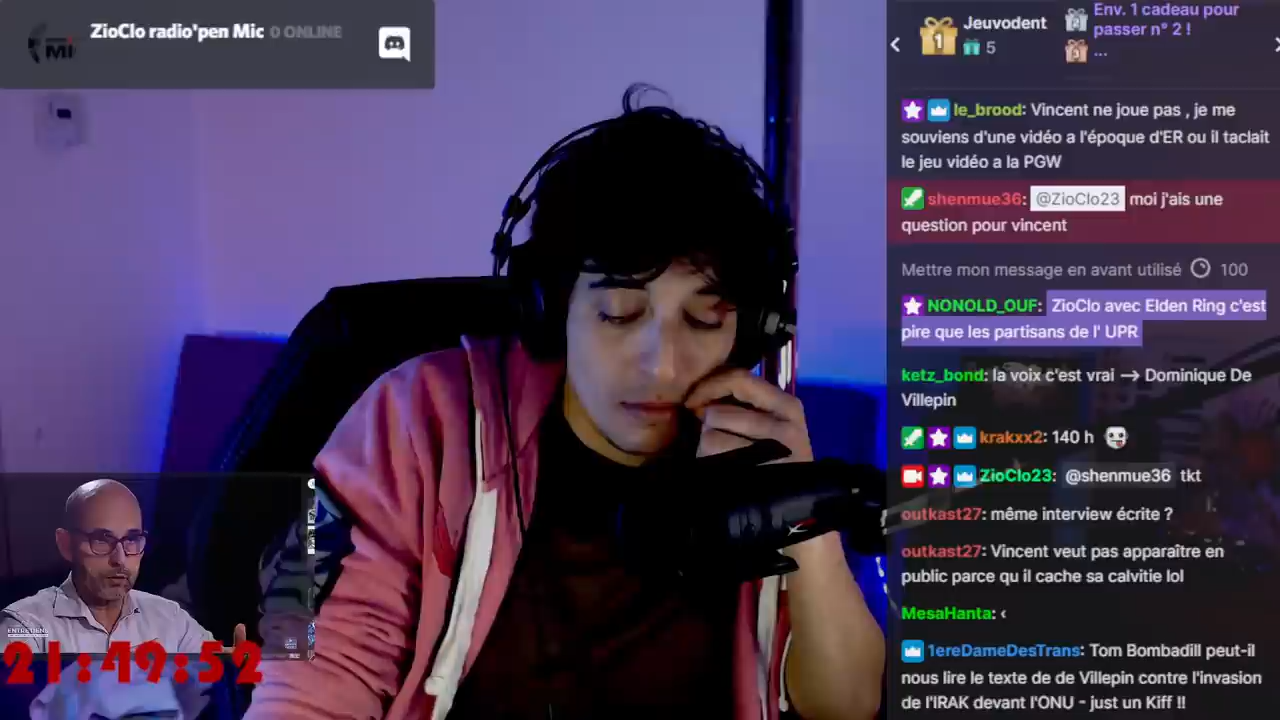 ZioClo radio'pen Mic 0 ONLINE
MI
21:49:52
1
Jeuvodent
5
Env. 1 cadeau pour
passer n° 2 !
...
le_brood: Vincent ne joue pas , je me
souviens d'une vidéo a l'époque d'ER ou il taclait
le jeu vidéo a la PGW
shenmue36: @ZioClo23 moi j'ais une
question pour vincent
Mettre mon message en avant utilisé 100
NONOLD_OUF: ZioClo avec Elden Ring c'est
pire que les partisans de l' UPR
ketz_bond: la voix c'est vrai --> Dominique De
Villepin
krakxx2: 140 h
ZioClo23: @shenmue36 tkt
outkast27: même interview écrite ?
outkast27: Vincent veut pas apparaître en
public parce qu il cache sa calvitie lol
MesaHanta: ‹
1ereDameDesTrans: Tom Bombadill peut-il
nous lire le texte de de Villepin contre l'invasion
de l'IRAK devant l'ONU - just un Kiff !!